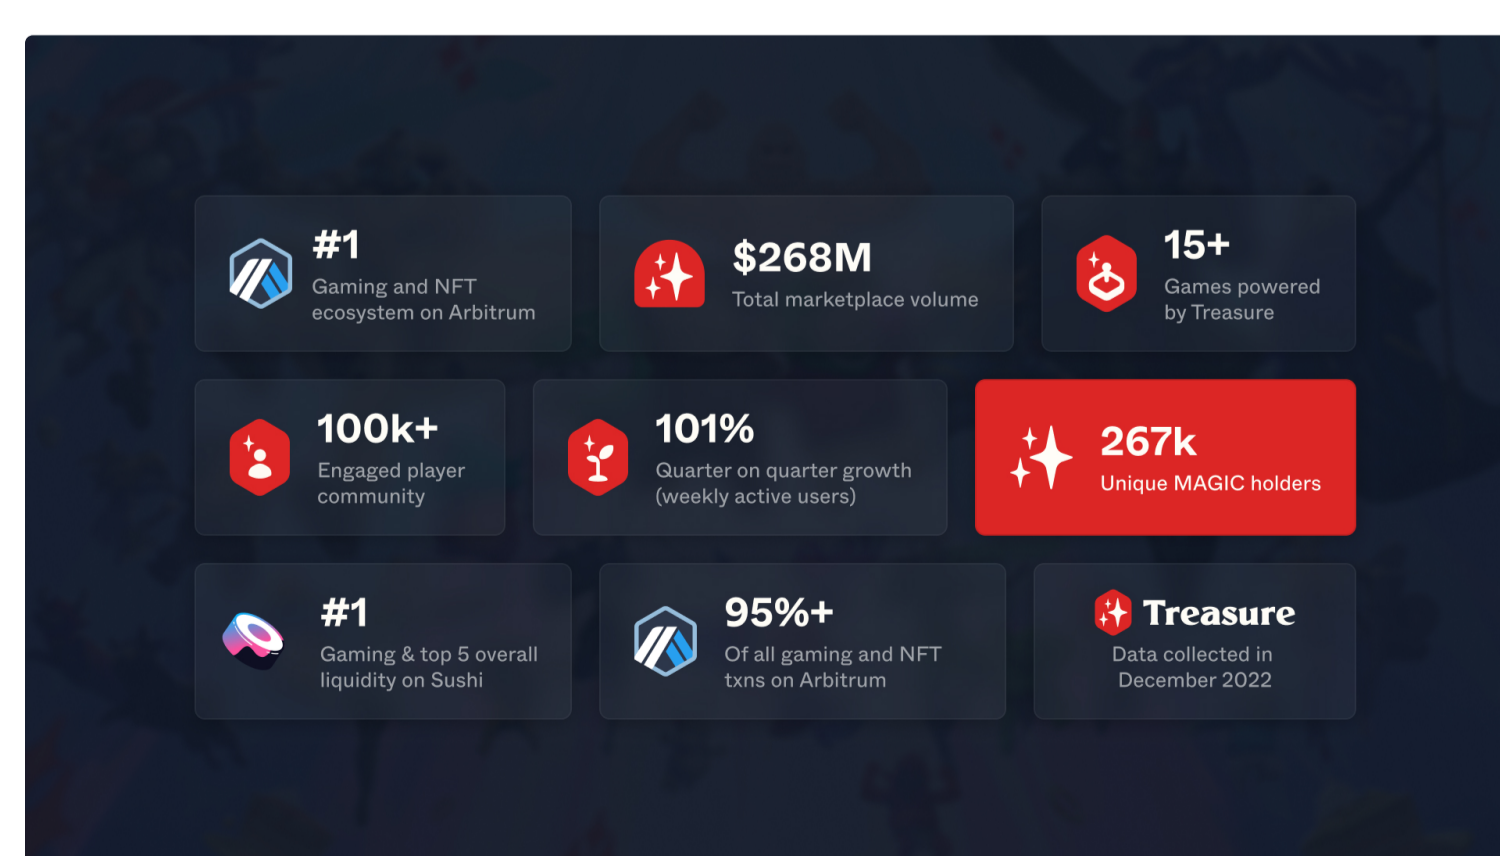 #1
Gaming and NFT
ecosystem on Arbitrum
$268M
Total marketplace volume
15+
Games powered
by Treasure
100k+
Engaged player
community
101%
Quarter on quarter growth
(weekly active users)
267k
Unique MAGIC holders
#1
Gaming & top 5 overall
liquidity on Sushi
95%+
Of all gaming and NFT
txns on Arbitrum
Treasure
Data collected in
December 2022